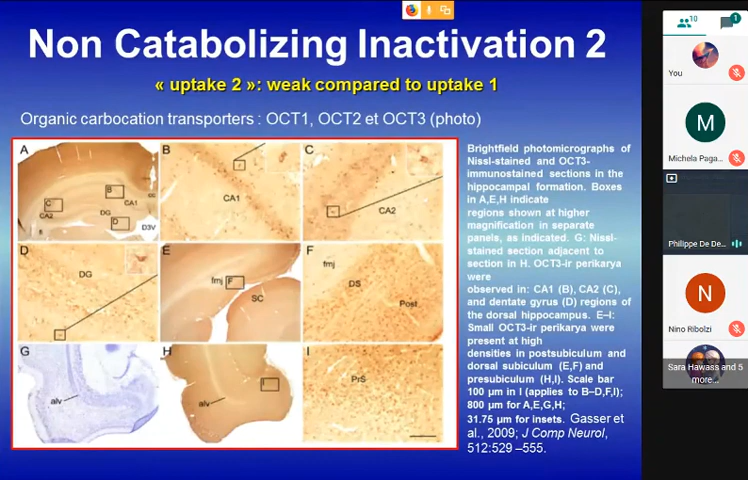 Non Catabolizing Inactivation 2
« uptake 2 »: weak compared to uptake 1
Organic carbocation transporters : OCT1, OCT2 et OCT3 (photo)
A
B
C
CA1
CA2
B
C
CA1
CA2
DG
D
cc
fi
D3V
D
DG
E
fmj
F
SC
F
fmj
DS
Post
G
alv
H
alv
I
I
PrS
Brightfield photomicrographs of
Nissl-stained and OCT3-
immunostained sections in the
hippocampal formation. Boxes
in A,E,H indicate
regions shown at higher
magnification in separate
panels, as indicated. G: Nissl-
stained section adjacent to
section in H. OCT3-ir perikarya
were
observed in: CA1 (B), CA2 (C),
and dentate gyrus (D) regions of
the dorsal hippocampus. E–I:
Small OCT3-ir perikarya were
present at high
densities in postsubiculum and
dorsal subiculum (E,F) and
presubiculum (H,I). Scale bar
100 µm in I (applies to B–D,F,I);
800 µm for A,E,G,H;
31.75 µm for insets. Gasser et
al., 2009; J Comp Neurol,
512:529 –555.
10
1
You
M
Michela Paga...
Philippe De De...
N
Nino Ribolzi
Sara Hawass and 5
more...